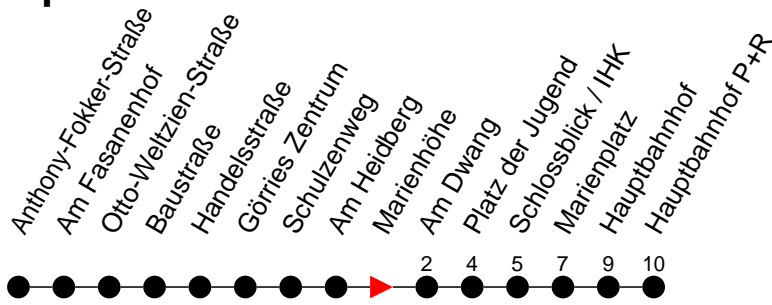 Anthony-Fokker-Straße
Am Fasanenhof
Otto-Weltzien-Straße
Baustraße
Handelsstraße
Görries Zentrum
Schulzenweg
Am Heidberg
Marienhöhe
Am Dwang
Platz der Jugend
Schlossblick / IHK
Marienplatz
Hauptbahnhof
Hauptbahnhof P+R
2 4 5 7 9 10